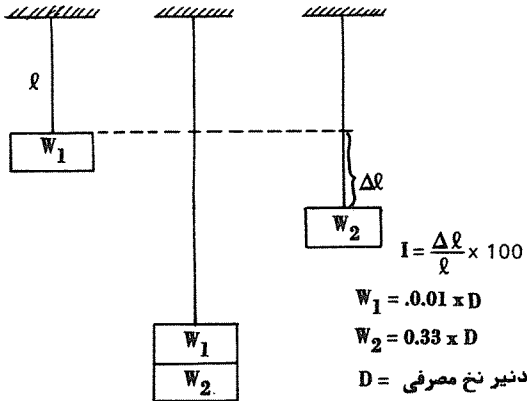 ℓ
W₁
Δℓ
W₂
I = Δℓ/ℓ × 100
W₁ = .0.01 x D
W₂ = 0.33 x D
W₁
W₂
دنیر نخ مصرفی = D